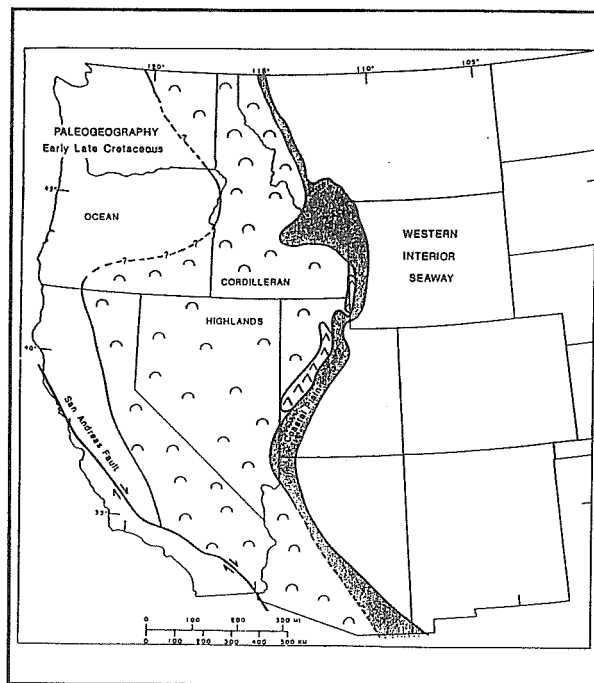 120°
115°
110°
105°
PALEOGEOGRAPHY
Early Late Cretaceous
45°
OCEAN
WESTERN
INTERIOR
SEAWAY
CORDILLERAN
HIGHLANDS
40°
Coastal Plain
San Andreas Fault
35°
0 100 200 300 MI
0 100 200 300 400 500 KM